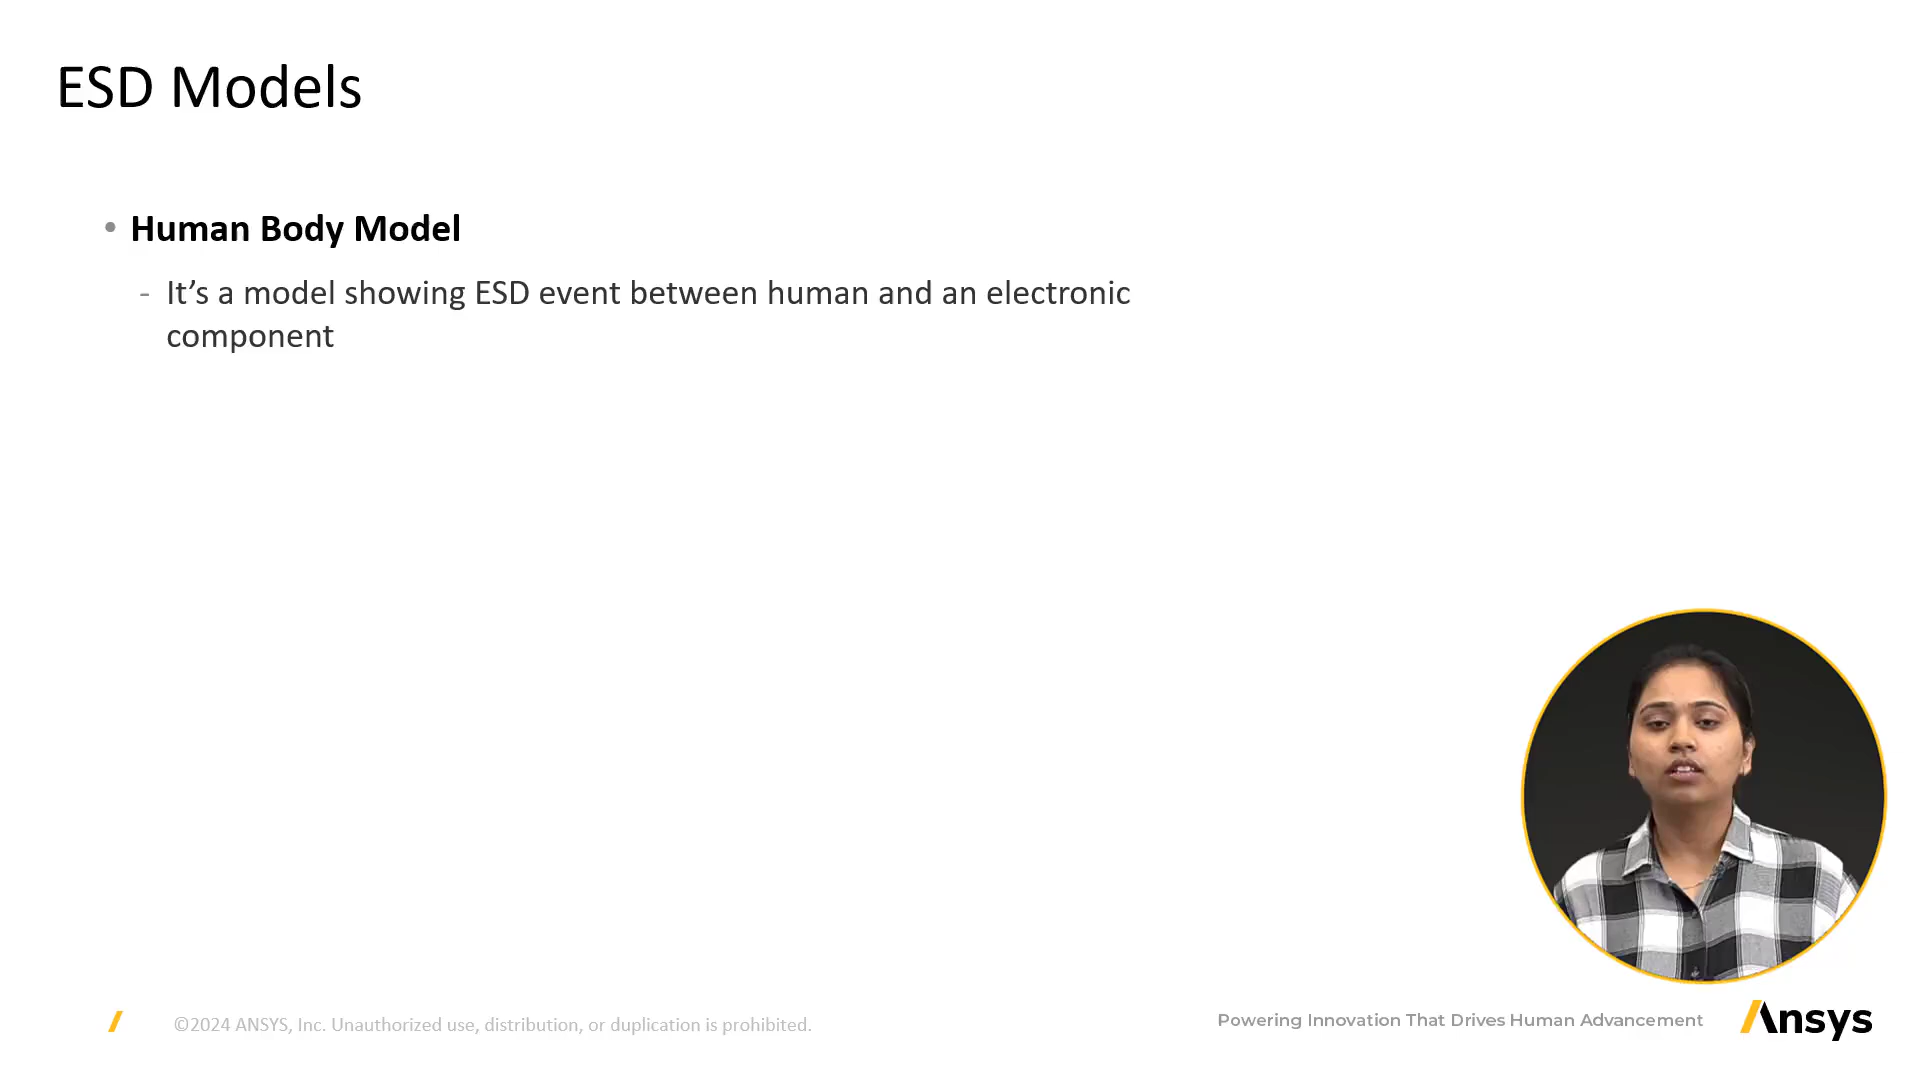 ESD Models
• Human Body Model
- It’s a model showing ESD event between human and an electronic
component
©2024 ANSYS, Inc. Unauthorized use, distribution, or duplication is prohibited.
Powering Innovation That Drives Human Advancement
Ansys